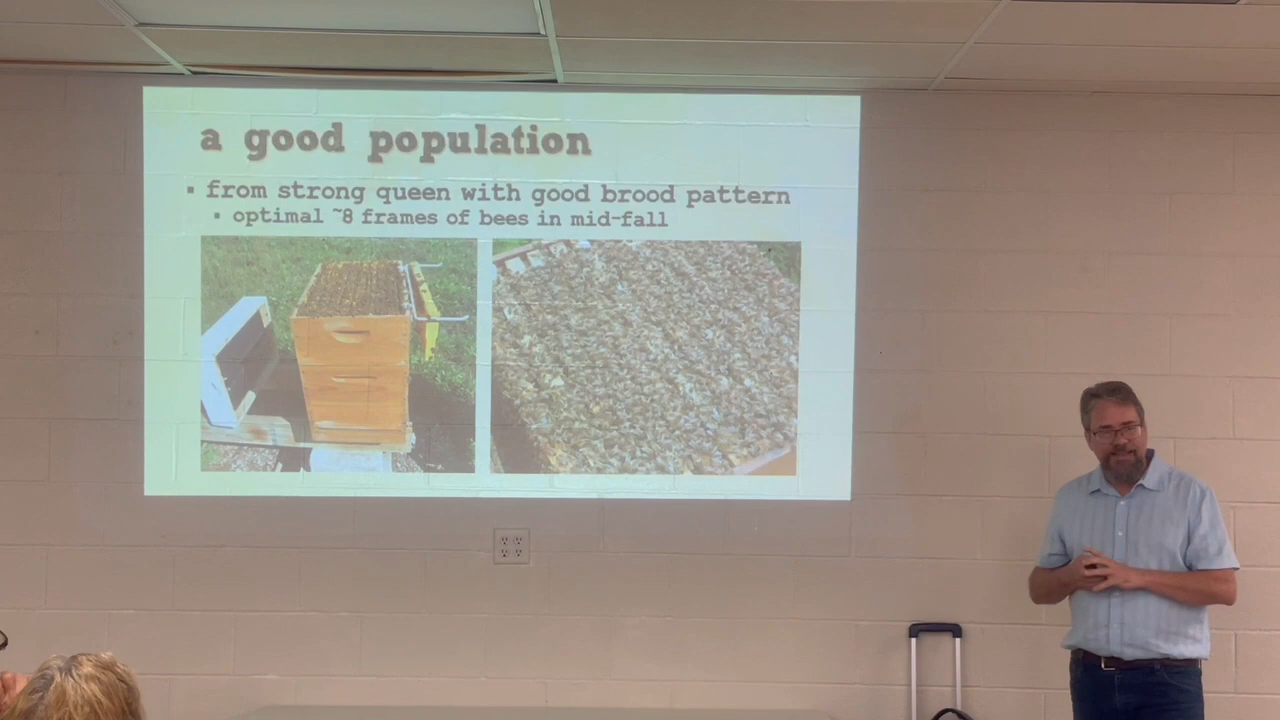 a good population
▪ from strong queen with good brood pattern
▪ optimal ~8 frames of bees in mid-fall